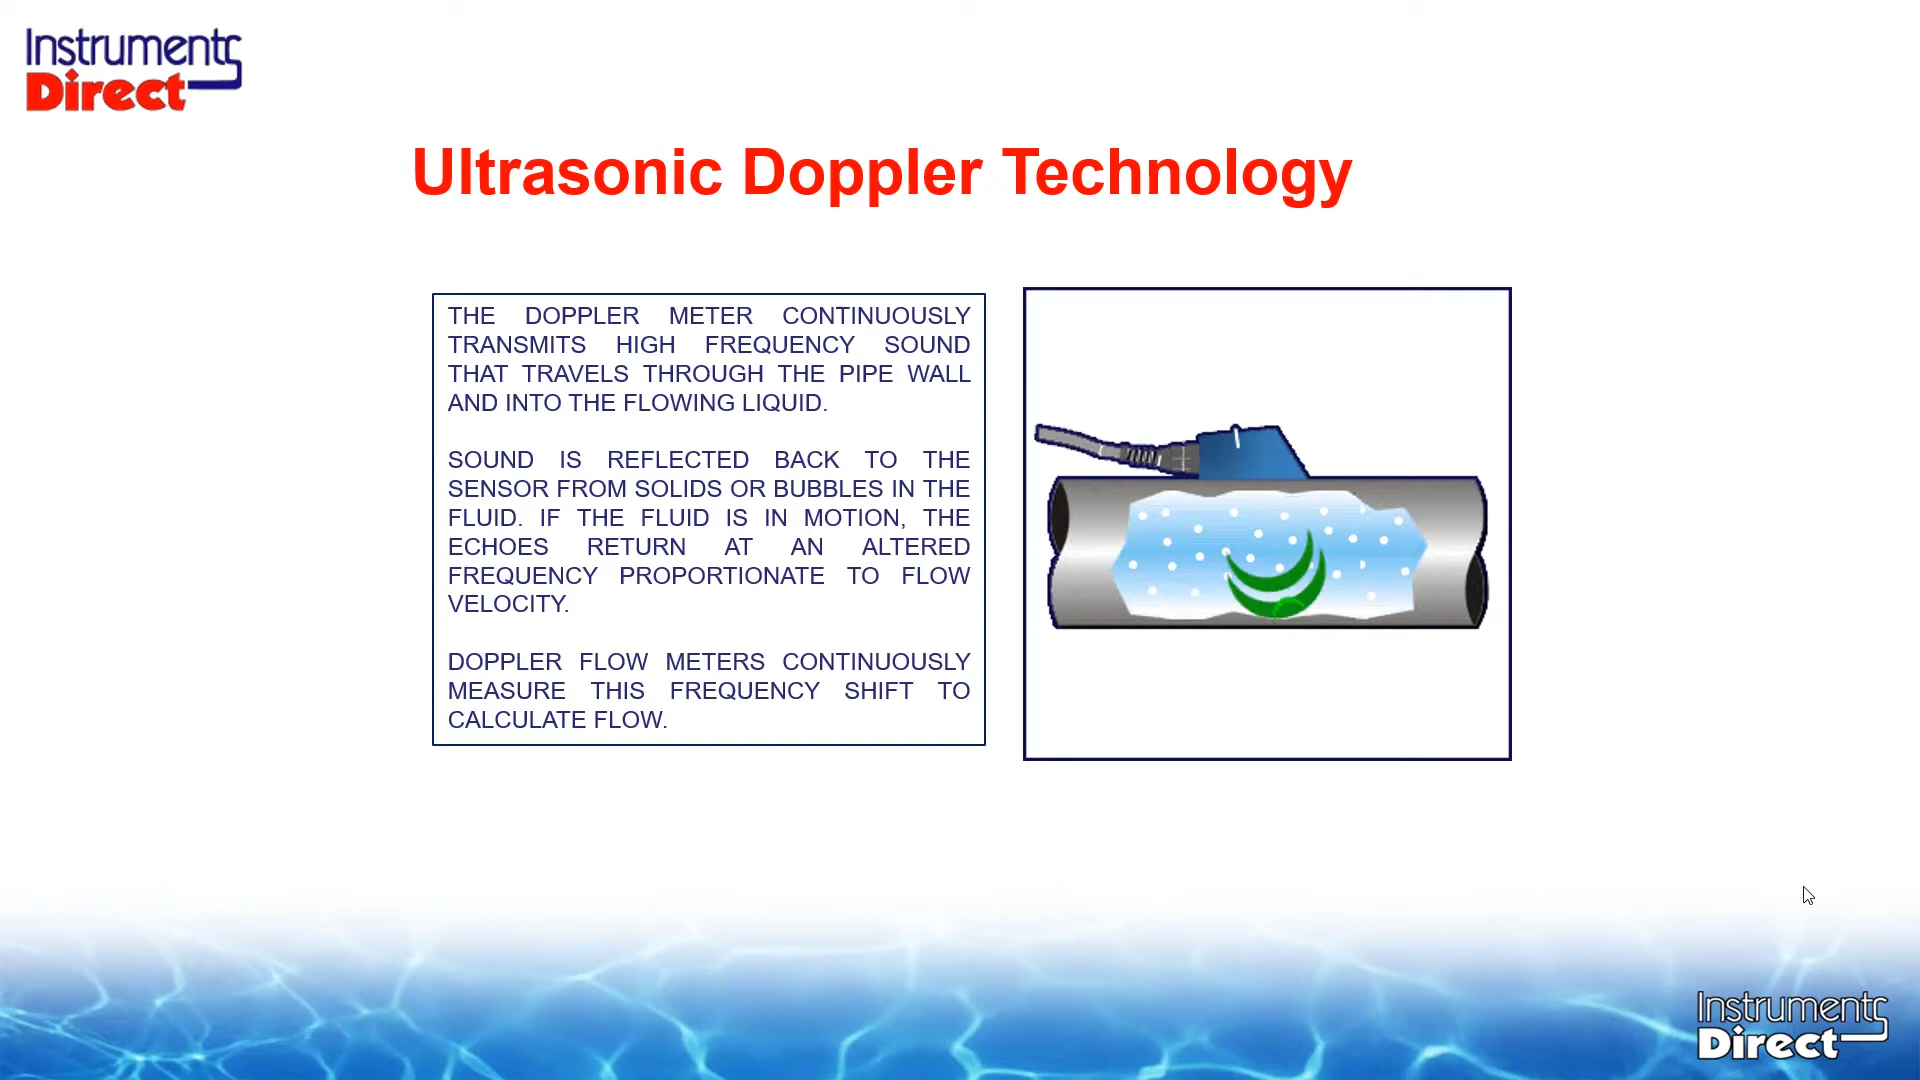 Instruments
Direct
Ultrasonic Doppler Technology
THE DOPPLER METER CONTINUOUSLY
TRANSMITS HIGH FREQUENCY SOUND
THAT TRAVELS THROUGH THE PIPE WALL
AND INTO THE FLOWING LIQUID.
SOUND IS REFLECTED BACK TO THE
SENSOR FROM SOLIDS OR BUBBLES IN THE
FLUID. IF THE FLUID IS IN MOTION, THE
ECHOES RETURN AT AN ALTERED
FREQUENCY PROPORTIONATE TO FLOW
VELOCITY.
DOPPLER FLOW METERS CONTINUOUSLY
MEASURE THIS FREQUENCY SHIFT TO
CALCULATE FLOW.
Instruments
Direct